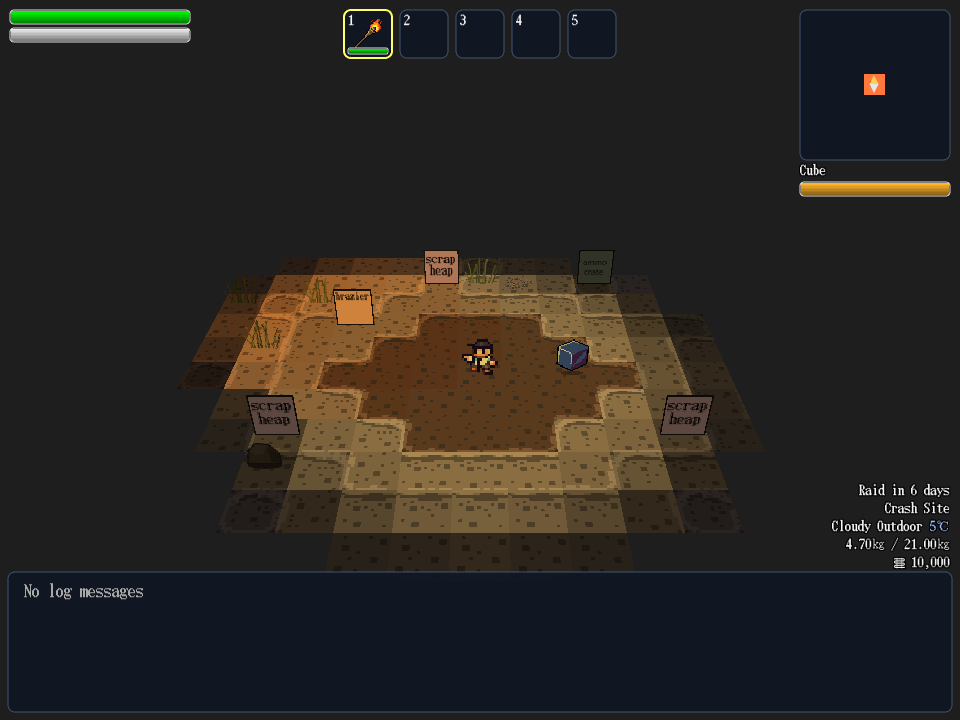 1
2
3
4
5
Cube
scrap
heap
ammo
crate
brazier
scrap
heap
scrap
heap
Raid in 6 days
Crash Site
Cloudy Outdoor 5℃
4.70kg / 21.00kg
10,000
No log messages